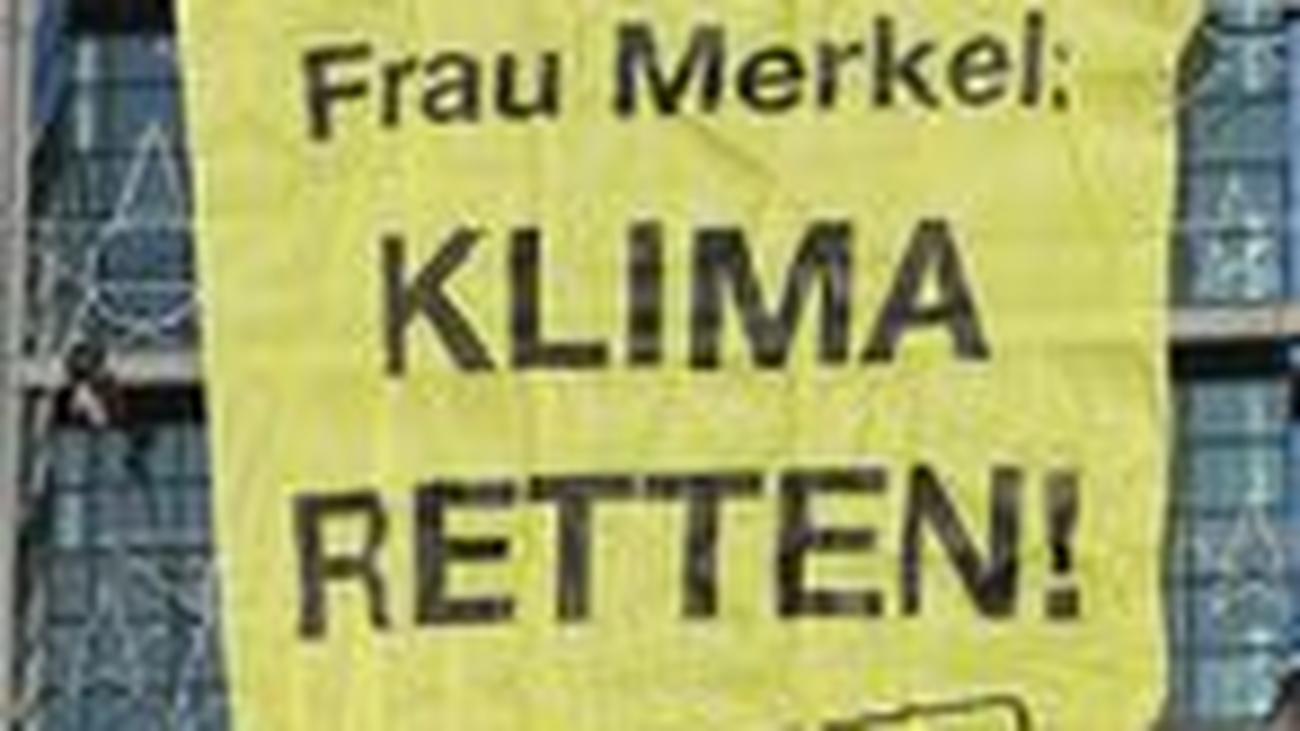 Frau Merkel:
KLIMA
RETTEN!